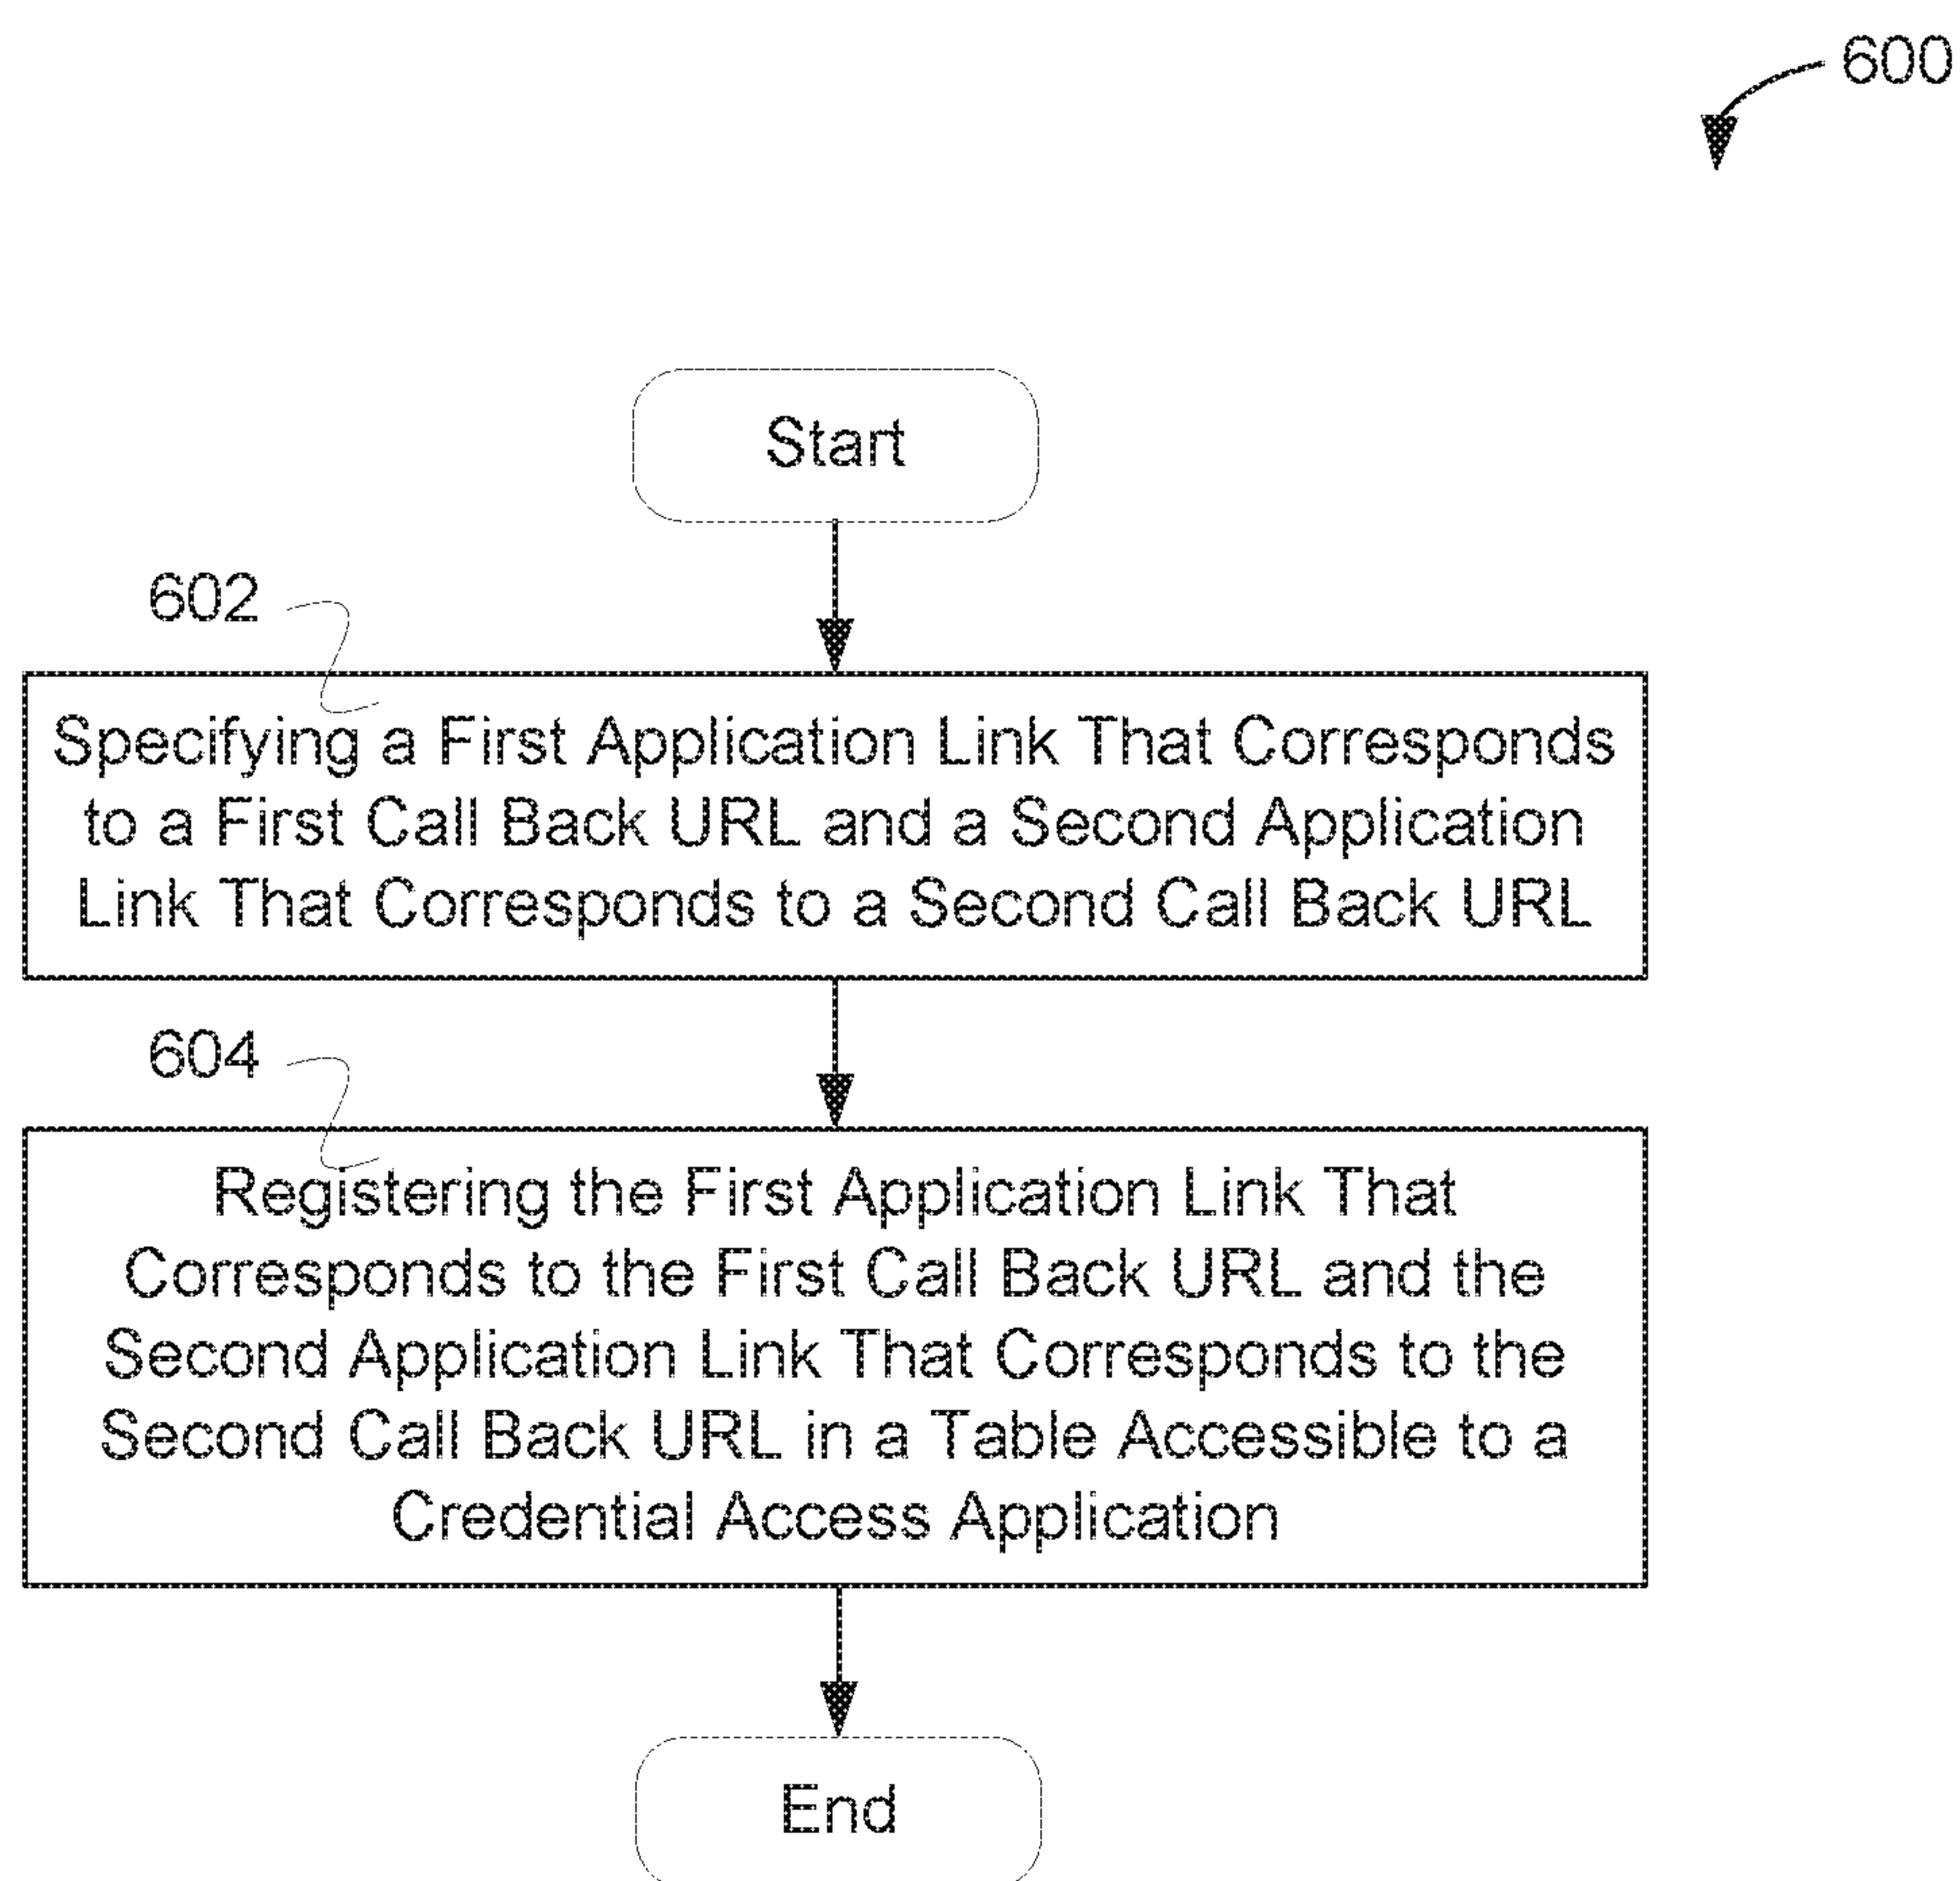 600
Start
602
Specifying a First Application Link That Corresponds
to a First Call Back URL and a Second Application
Link That Corresponds to a Second Call Back URL
604
Registering the First Application Link That
Corresponds to the First Call Back URL and the
Second Application Link That Corresponds to the
Second Call Back URL in a Table Accessible to a
Credential Access Application
End